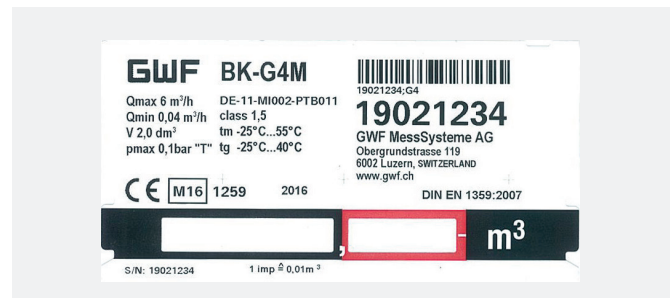 GWF BK-G4M
Qmax 6 m³/h DE-11-MI002-PTB011
Qmin 0,04 m³/h class 1,5
V 2,0 dm³ tm -25°C...55°C
pmax 0,1bar "T" tg -25°C...40°C
19021234;G4
19021234
GWF MessSysteme AG
Obergrundstrasse 119
6002 Luzern, SWITZERLAND
www.gwf.ch
CE M16 1259 2016 DIN EN 1359:2007
, m³
S/N: 19021234 1 imp ≙ 0,01m³